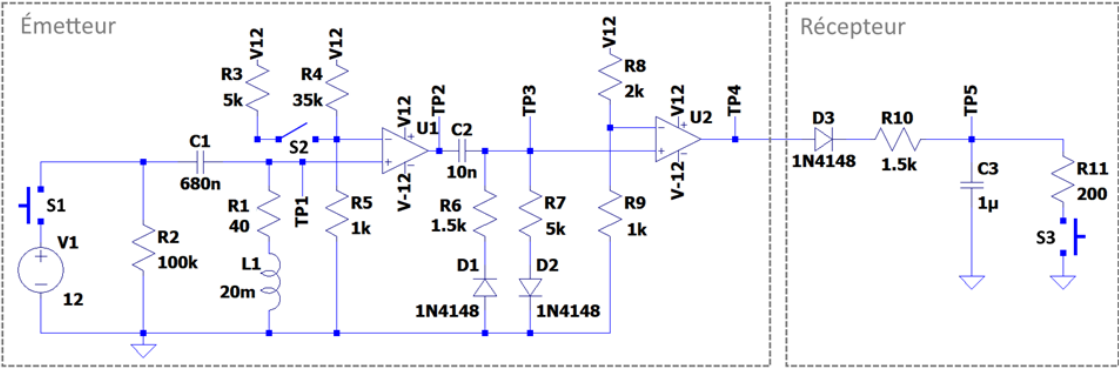 Émetteur
Récepteur
V12
V12
V12
R3
5k
R4
35k
R8
2k
V12
U1
TP2
TP3
V12
U2
TP4
TP5
C1
680n
S2
C2
10n
D3
1N4148
R10
1.5k
V-12
V-12
C3
1µ
R11
200
S1
R1
40
TP1
R5
1k
R6
1.5k
R7
5k
R9
1k
V1
12
R2
100k
S3
L1
20m
D1
1N4148
D2
1N4148